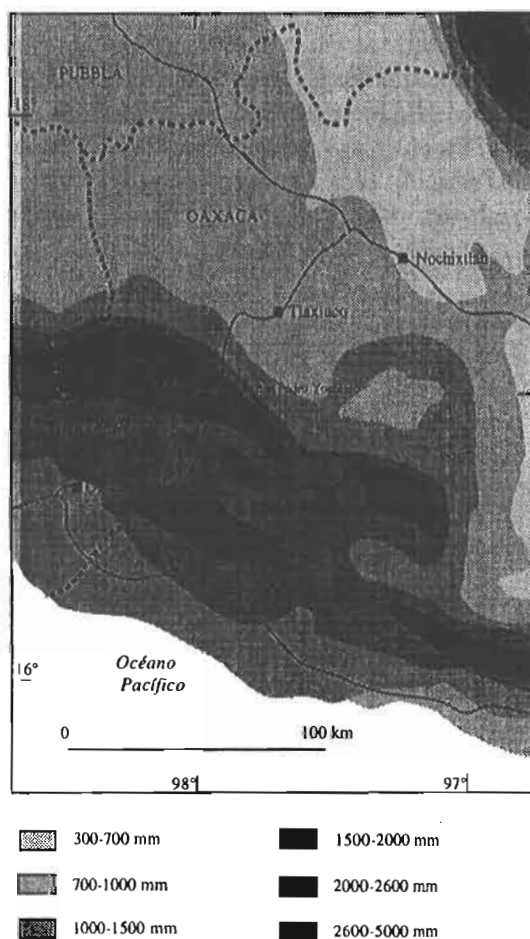 PUEBLA
18°
OAXACA
Nochixtlán
Tlaxiaco
16°
Océano
Pacífico
0 100 km
98° 97°
300-700 mm 1500-2000 mm
700-1000 mm 2000-2600 mm
1000-1500 mm 2600-5000 mm